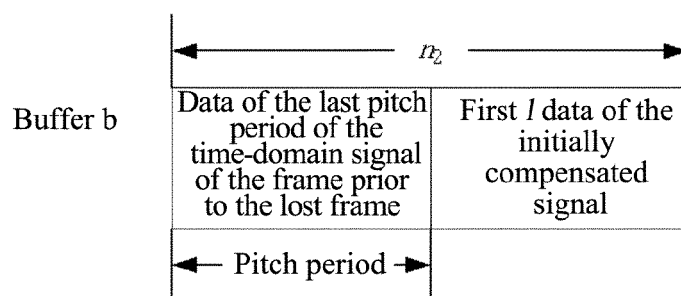 n₂
Buffer b
Data of the last pitch
period of the
time-domain signal
of the frame prior
to the lost frame
First l data of the
initially
compensated
signal
Pitch period